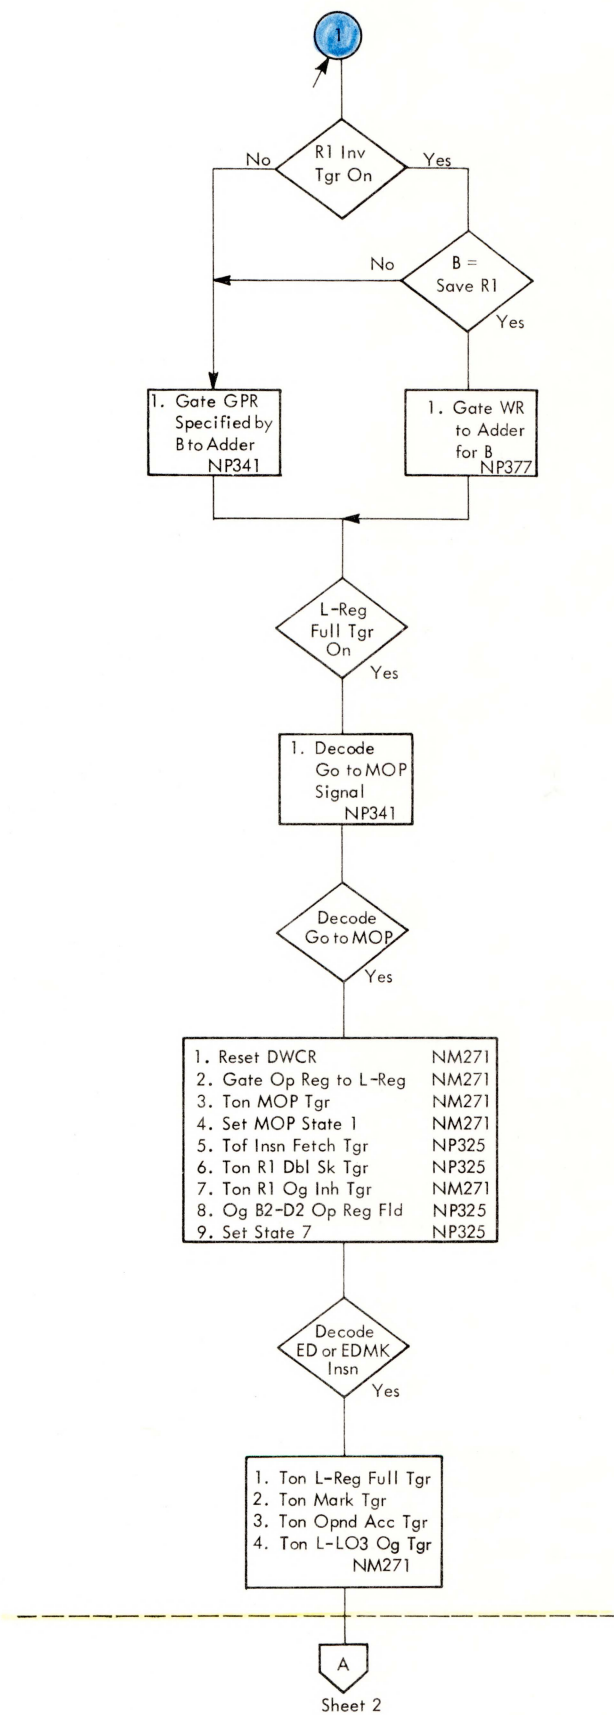 1
R1 Inv
Tgr On
No
Yes
B =
Save R1
No
Yes
1. Gate GPR
Specified by
B to Adder
NP341
1. Gate WR
to Adder
for B
NP377
L-Reg
Full Tgr
On
Yes
1. Decode
Go to MOP
Signal
NP341
Decode
Go to MOP
Yes
1. Reset DWCR NM271
2. Gate Op Reg to L-Reg NM271
3. Ton MOP Tgr NM271
4. Set MOP State 1 NM271
5. Tof Insn Fetch Tgr NP325
6. Ton R1 Dbl Sk Tgr NP325
7. Ton R1 Og Inh Tgr NM271
8. Og B2-D2 Op Reg Fld NP325
9. Set State 7 NP325
Decode
ED or EDMK
Insn
Yes
1. Ton L-Reg Full Tgr
2. Ton Mark Tgr
3. Ton Opnd Acc Tgr
4. Ton L-LO3 Og Tgr
NM271
A
Sheet 2